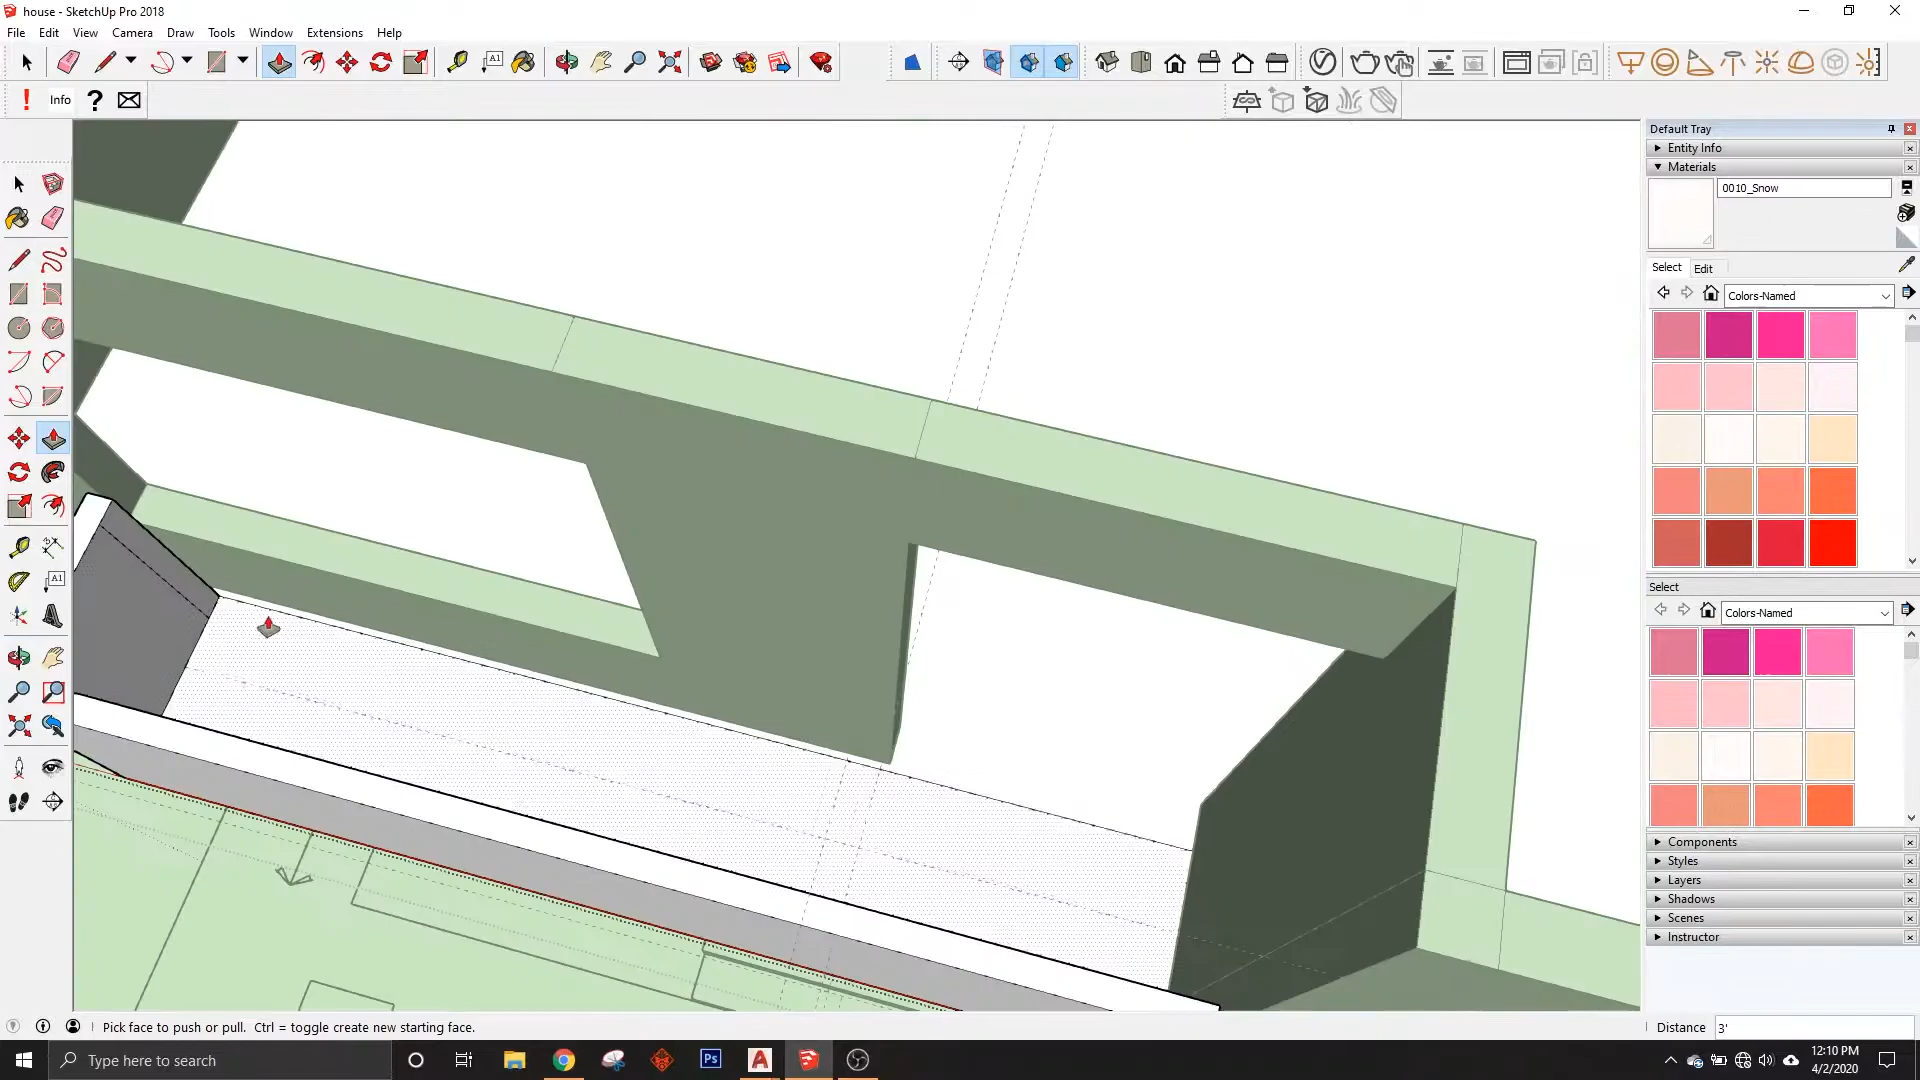 house - SketchUp Pro 2018
File Edit View Camera Draw Tools Window Extensions Help
A1
! Info ?
Default Tray
Entity Info
Materials
0010_Snow
Select Edit
Colors-Named
A1
Select
Colors-Named
Components
Styles
Layers
Shadows
Scenes
Instructor
Pick face to push or pull. Ctrl = toggle create new starting face.
Distance 3'
Type here to search
Ps
A
12:10 PM
4/2/2020